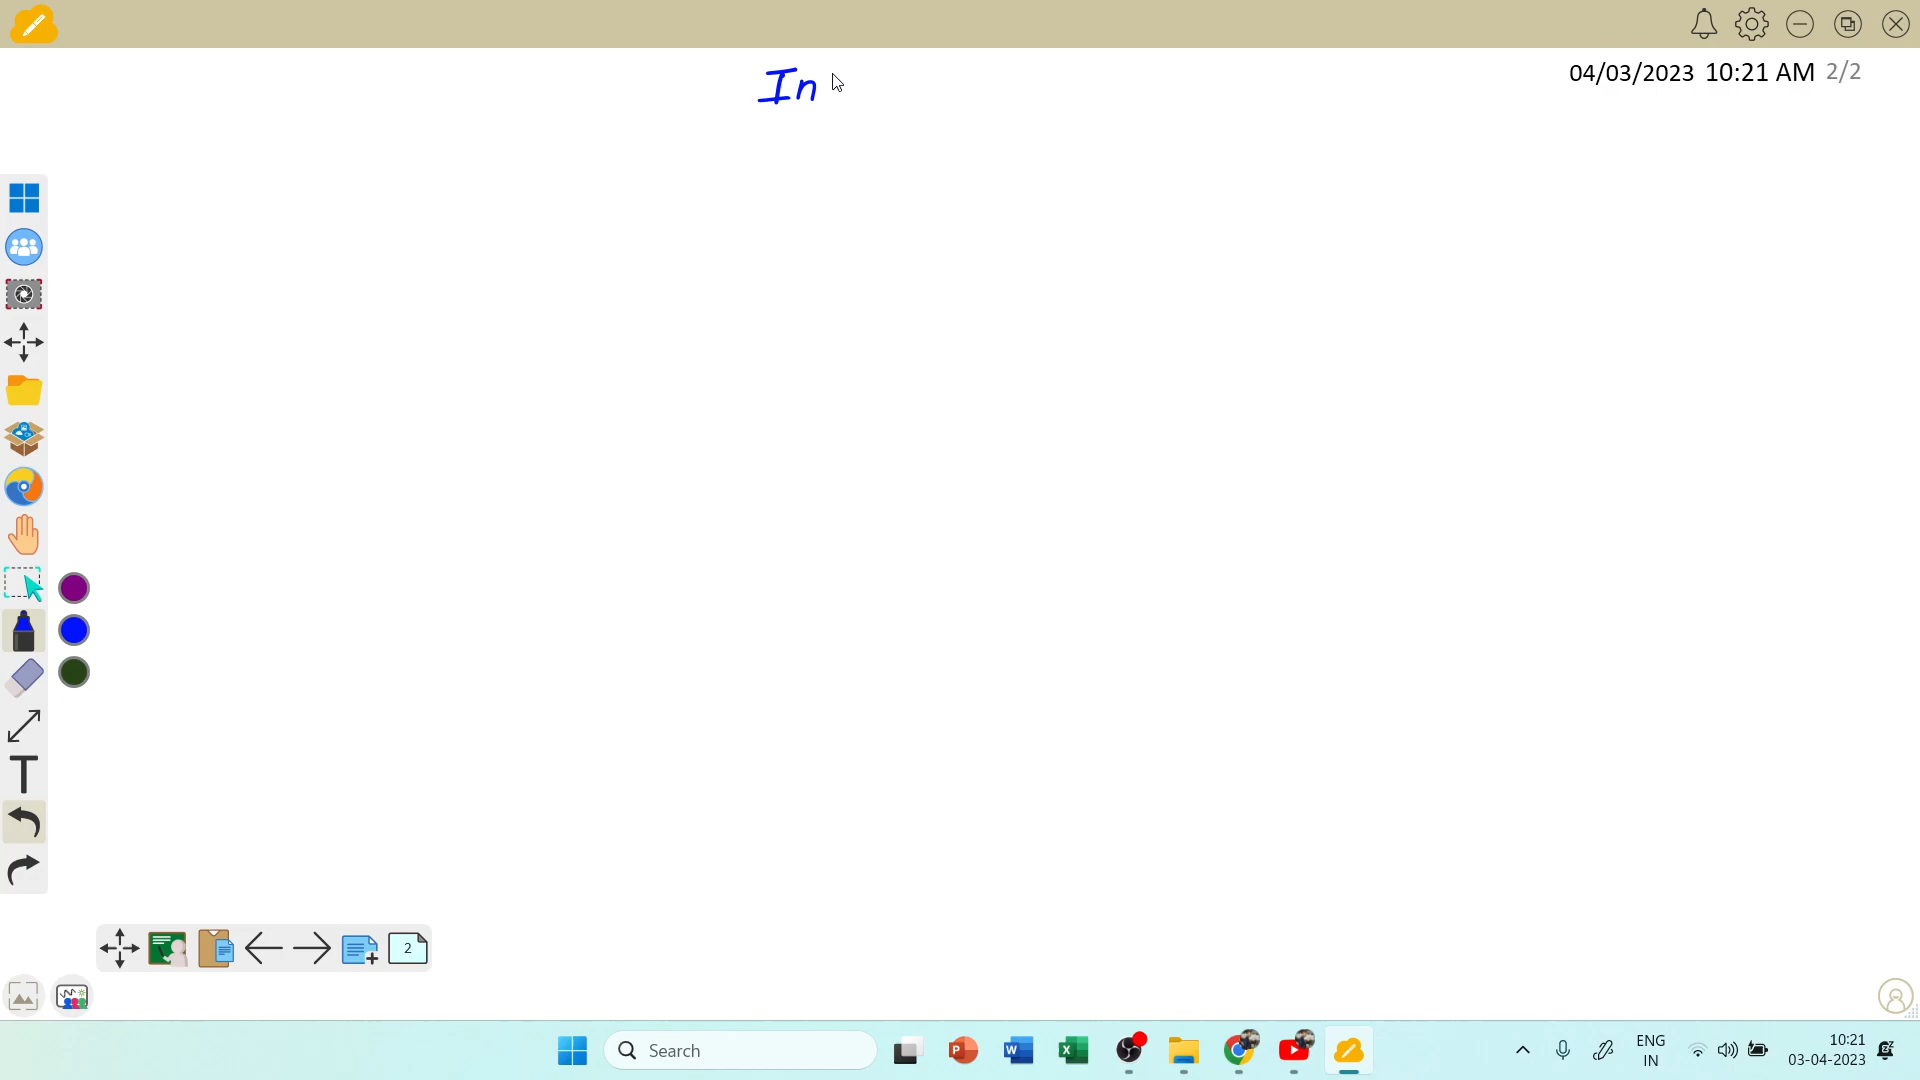 In
04/03/2023 10:21 AM 2/2
T
2
Search
P
W
X
ENG
IN
10:21
03-04-2023